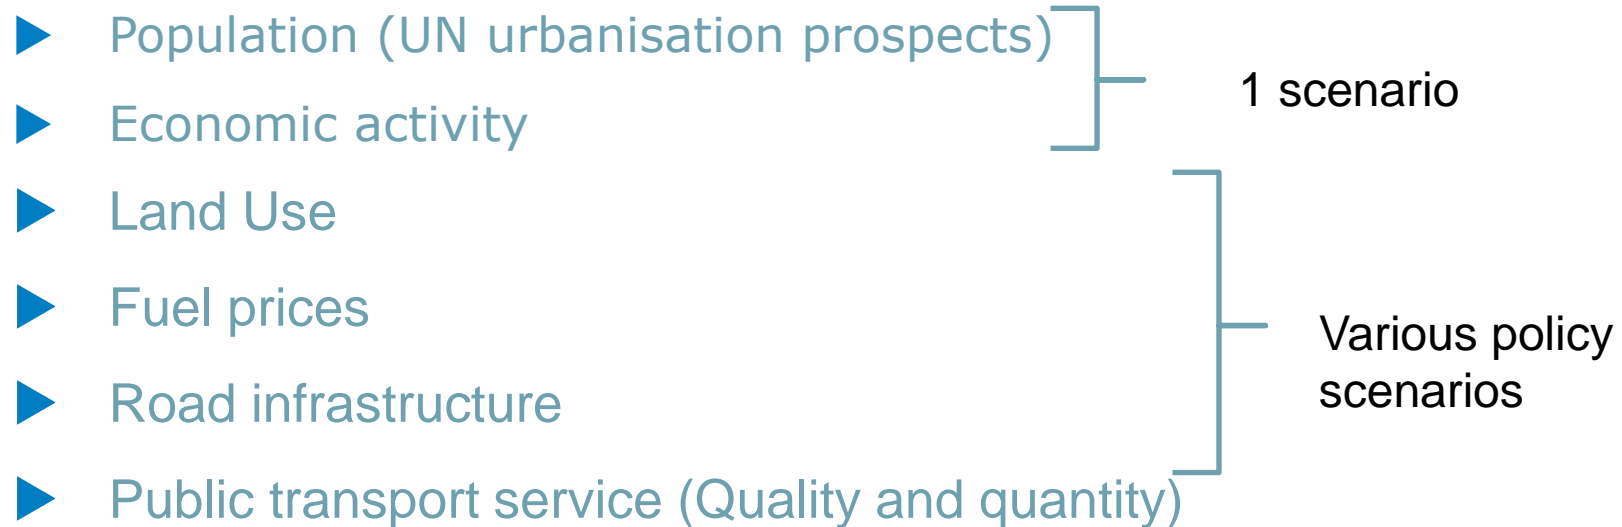 Population (UN urbanisation prospects)
1 scenario
Economic activity
Land Use
Fuel prices
Various policy
scenarios
Road infrastructure
Public transport service (Quality and quantity)